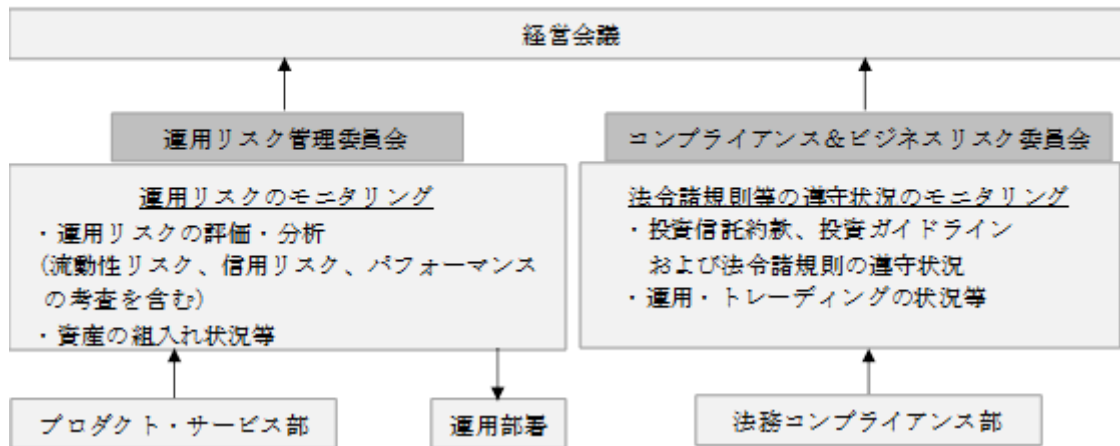 経営会議
運用リスク管理委員会
運用リスクのモニタリング
・運用リスクの評価・分析
(流動性リスク、信用リスク、パフォーマンス
の考査を含む)
・資産の組入れ状況等
コンプライアンス&ビジネスリスク委員会
法令諸規則等の遵守状況のモニタリング
・投資信託約款、投資ガイドライン
および法令諸規則の遵守状況
・運用・トレーディングの状況等
プロダクト・サービス部
運用部署
法務コンプライアンス部